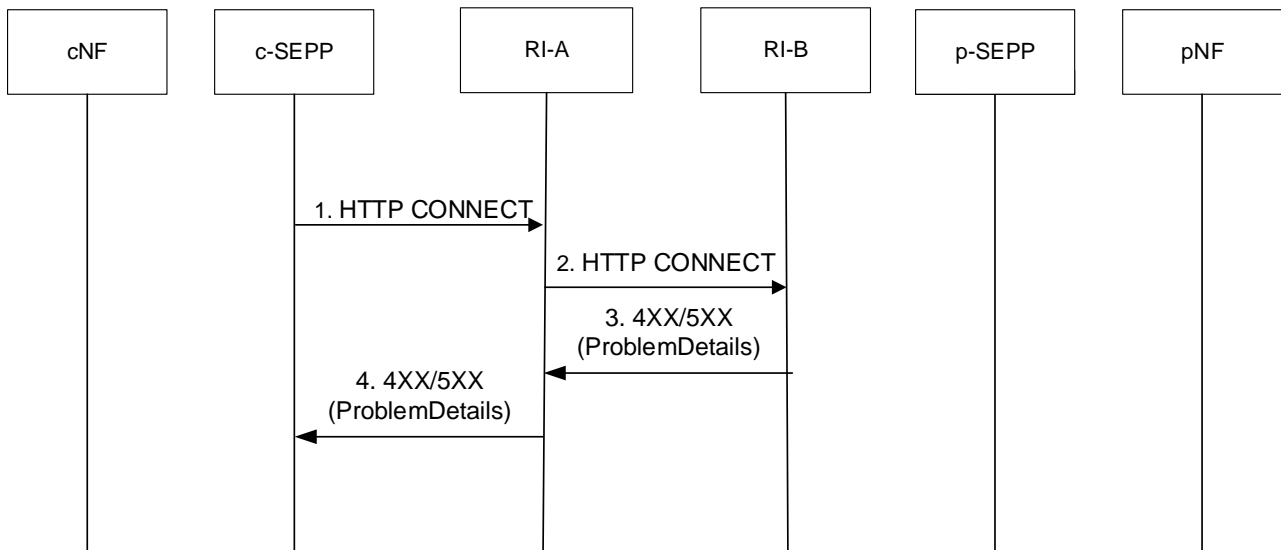 cNF
c-SEPP
RI-A
RI-B
p-SEPP
pNF
1. HTTP CONNECT
2. HTTP CONNECT
3. 4XX/5XX
(ProblemDetails)
4. 4XX/5XX
(ProblemDetails)